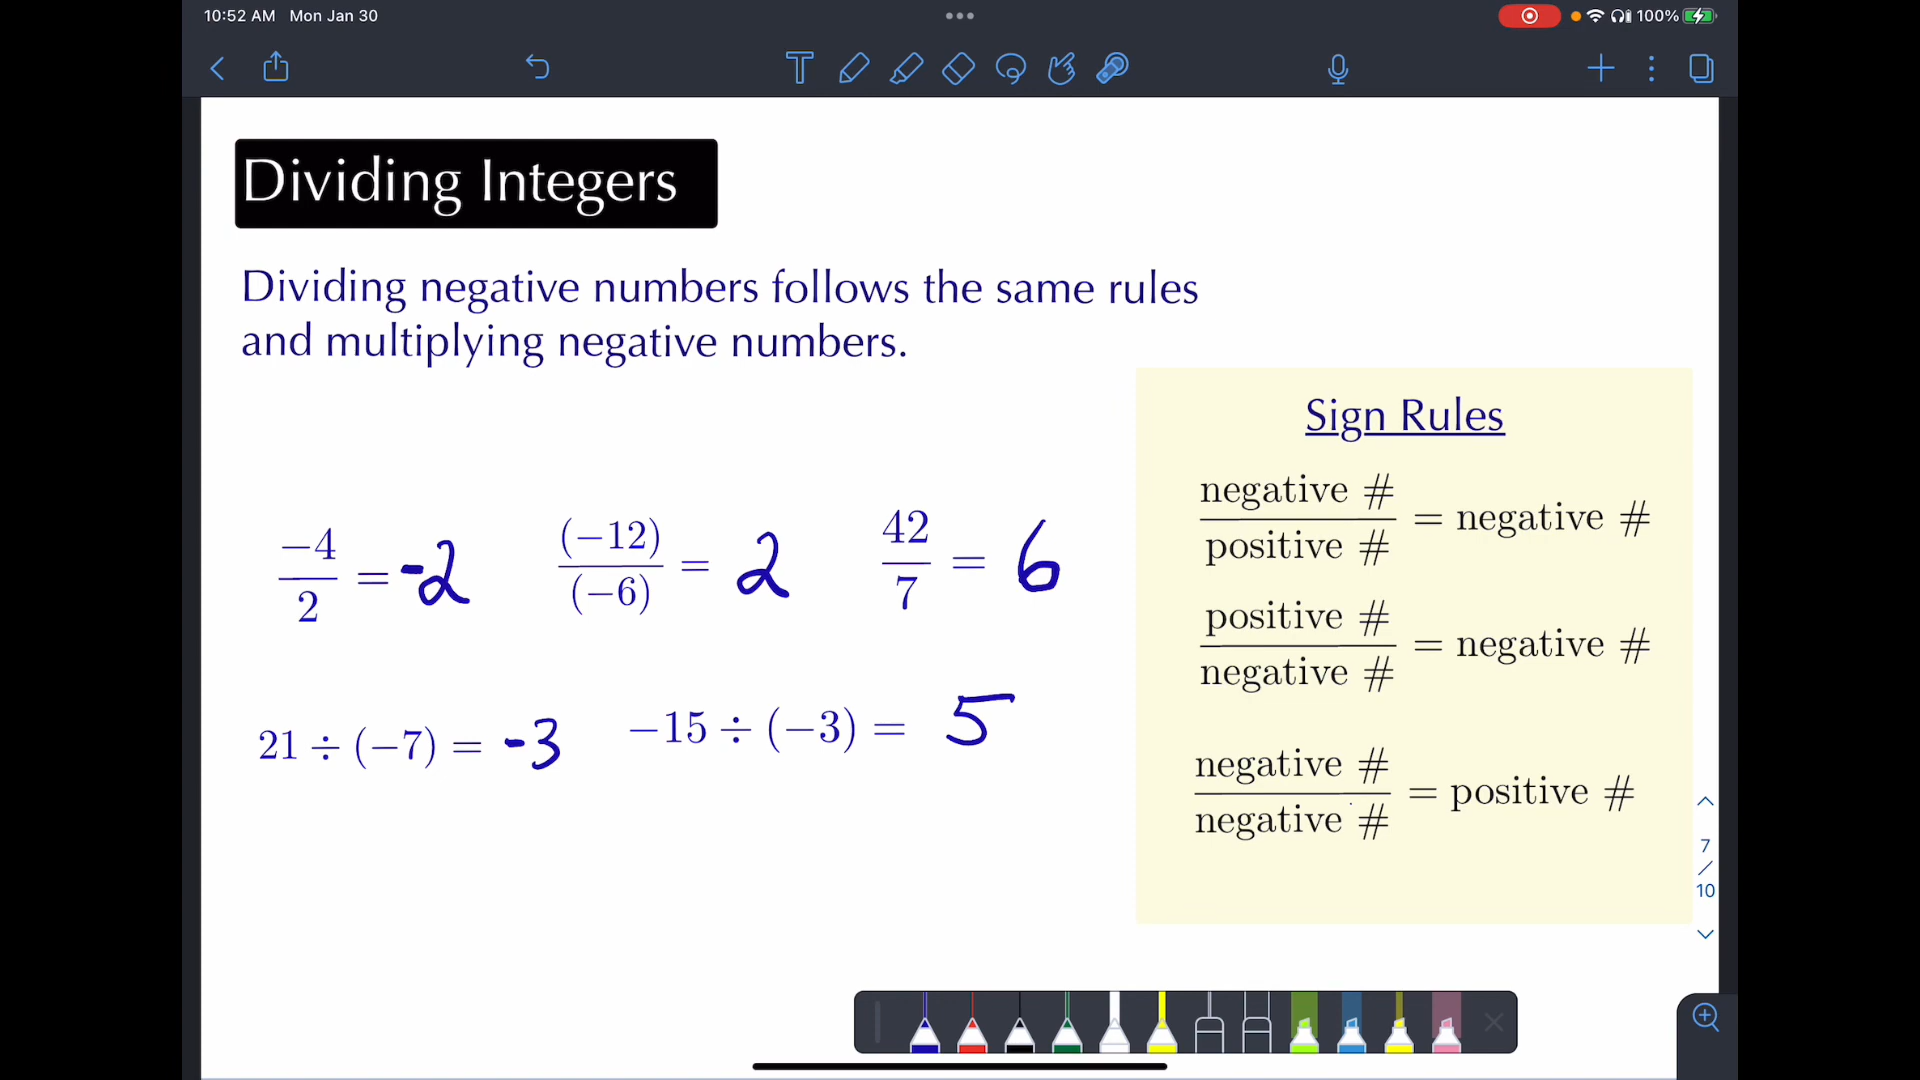 10:52 AM Mon Jan 30
100%
Dividing Integers
Dividing negative numbers follows the same rules
and multiplying negative numbers.
-4/2 = -2
(-12)/(-6) = 2
42/7 = 6
21 ÷ (-7) = -3
-15 ÷ (-3) = 5
Sign Rules
negative #/positive # = negative #
positive #/negative # = negative #
negative #/negative # = positive #
7
/
10